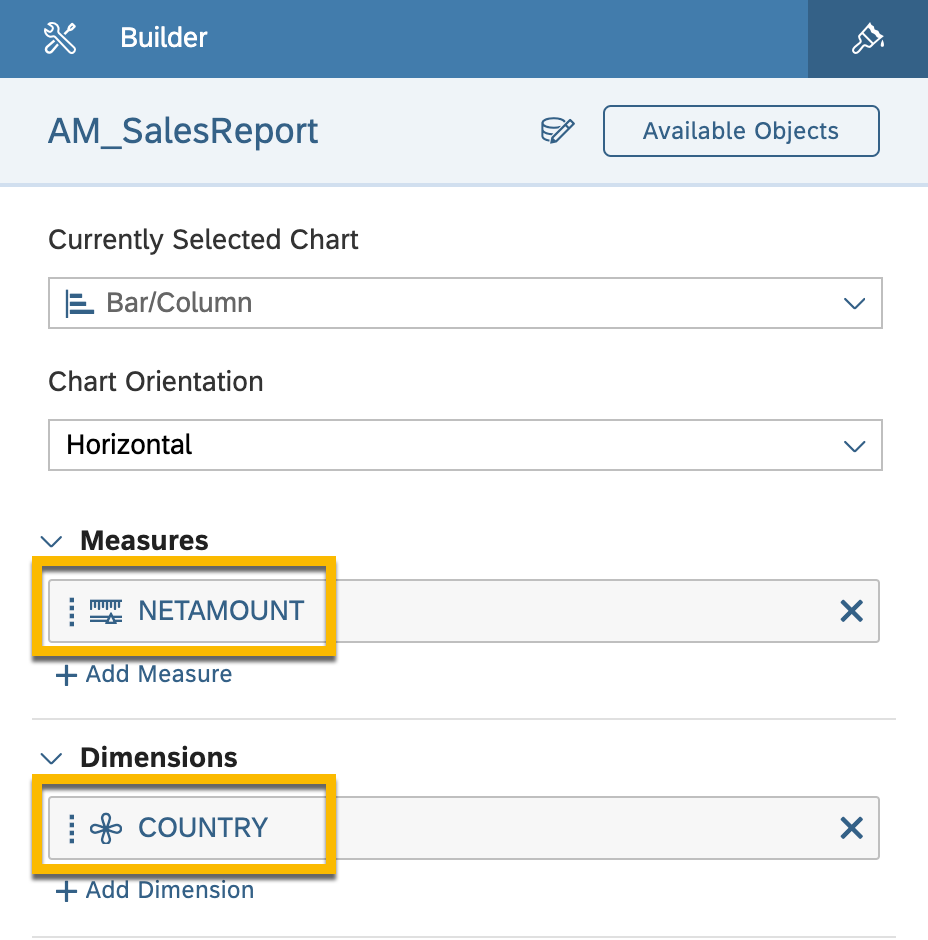 Builder
AM_SalesReport
Available Objects
Currently Selected Chart
Bar/Column
Chart Orientation
Horizontal
Measures
NETAMOUNT
Add Measure
Dimensions
COUNTRY
Add Dimension